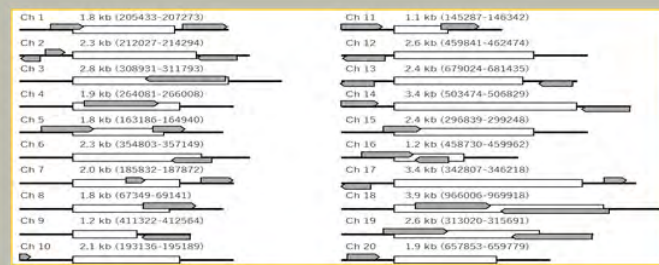 Ch 1 1.8 kb (205433-207273)
Ch 2 2.3 kb (212027-214294)
Ch 3 2.8 kb (308931-311793)
Ch 4 1.9 kb (264081-266008)
Ch 5 1.8 kb (163186-164940)
Ch 6 2.3 kb (354803-357149)
Ch 7 2.0 kb (185832-187872)
Ch 8 1.8 kb (67349-69141)
Ch 9 1.2 kb (411322-412564)
Ch 10 2.1 kb (193136-195189)
Ch 11 1.1 kb (145287-146342)
Ch 12 2.6 kb (459841-462474)
Ch 13 2.4 kb (679024-681435)
Ch 14 3.4 kb (503474-506829)
Ch 15 2.4 kb (296839-299248)
Ch 16 1.2 kb (458730-459962)
Ch 17 3.4 kb (342807-346218)
Ch 18 3.9 kb (966006-969918)
Ch 19 2.6 kb (313020-315691)
Ch 20 1.9 kb (657853-659779)